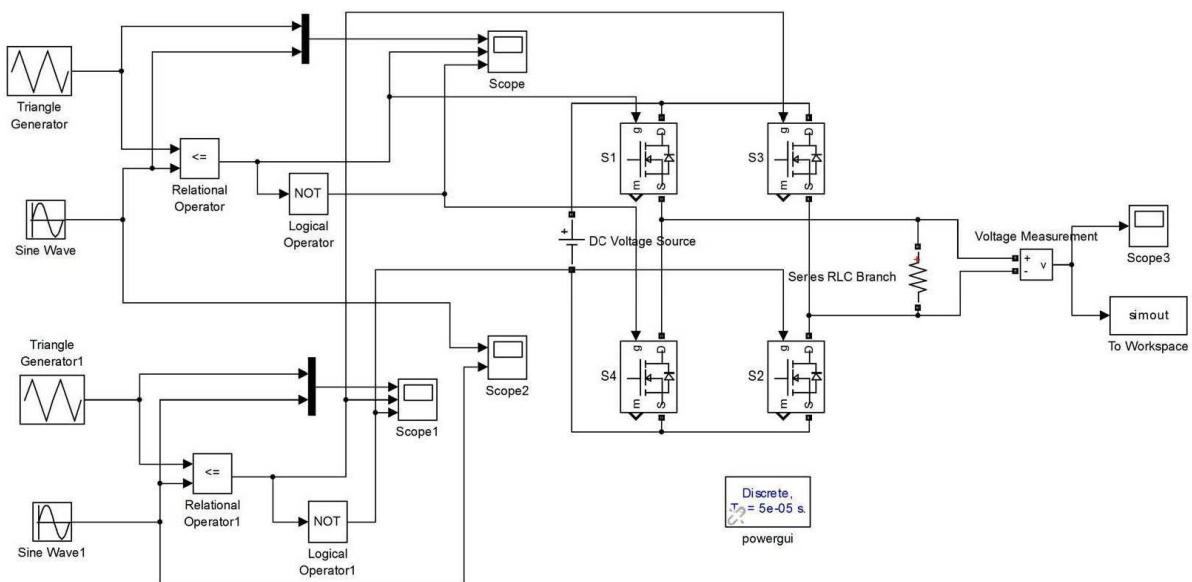 Triangle
Generator
Sine Wave
<=
Relational
Operator
NOT
Logical
Operator
Scope
Triangle
Generator1
Sine Wave1
<=
Relational
Operator1
NOT
Logical
Operator1
Scope1
Scope2
g
D
S1
m
S
g
D
S3
m
S
+
DC Voltage Source
g
D
S4
m
S
g
D
S2
m
S
+
Series RLC Branch
Voltage Measurement
+
-
v
Scope3
simout
To Workspace
Discrete,
= 5e-05 s.
powergui